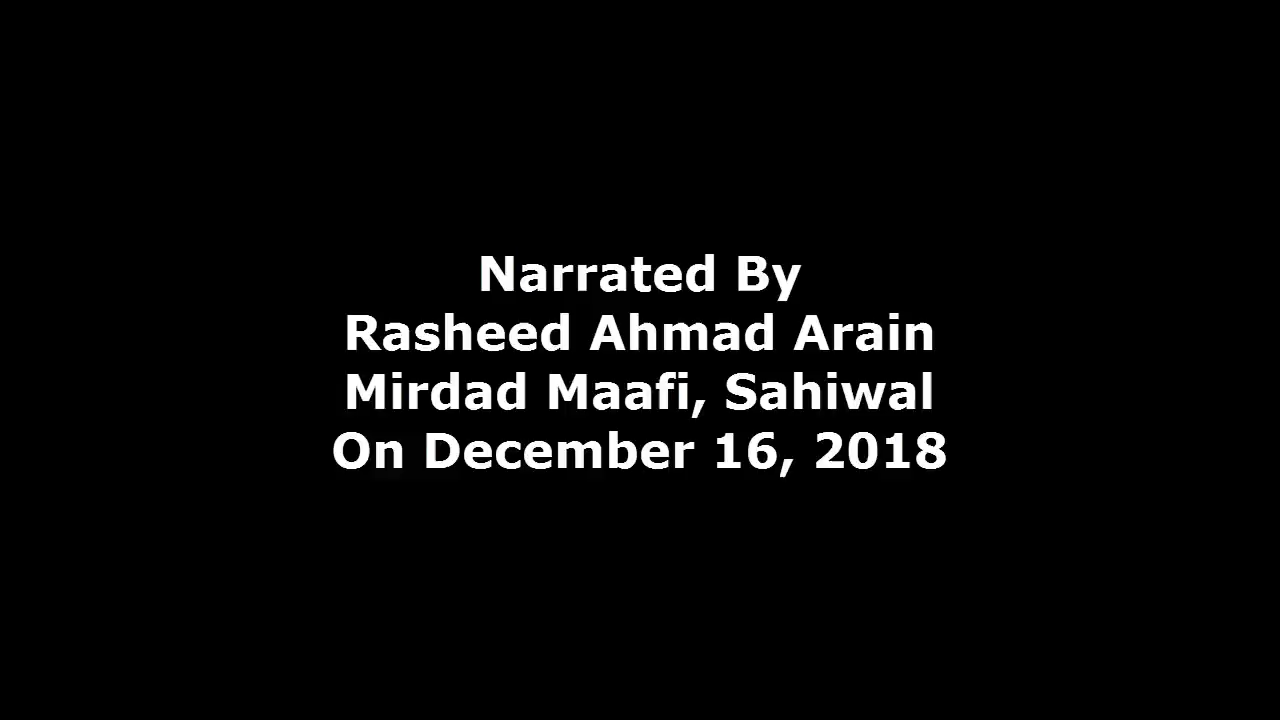 Narrated By
Rasheed Ahmad Arain
Mirdad Maafi, Sahiwal
On December 16, 2018